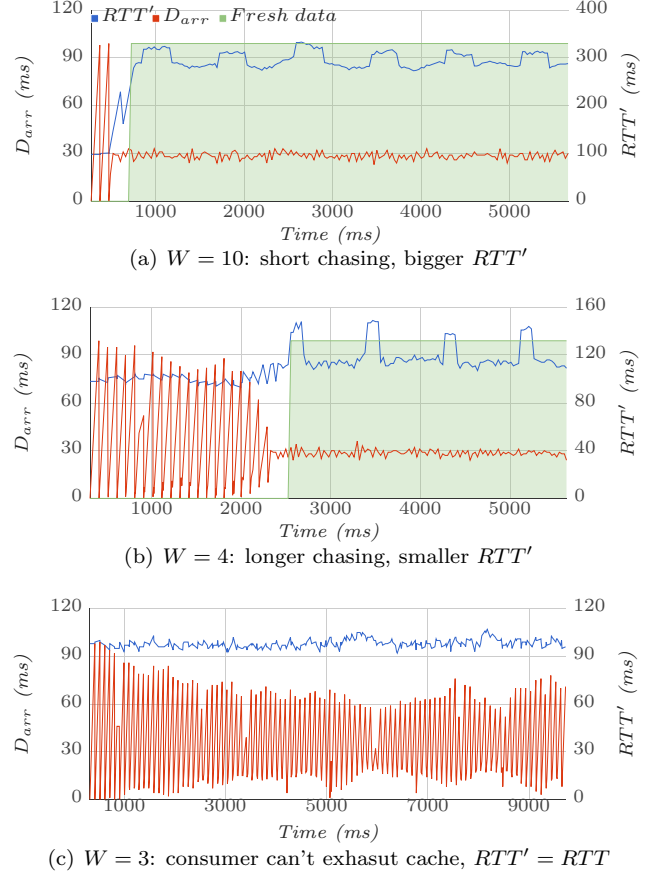 120 400
RTT′ D_arr Fresh data
90 300
60 200
30 100
0 0
D_arr (ms)
RTT′ (ms)
1000 2000 3000 4000 5000
Time (ms)
(a) W = 10: short chasing, bigger RTT′
120 160
90 120
60 80
30 40
0 0
D_arr (ms)
RTT′ (ms)
1000 2000 3000 4000 5000
Time (ms)
(b) W = 4: longer chasing, smaller RTT′
120 120
90 90
60 60
30 30
0 0
D_arr (ms)
RTT′ (ms)
1000 3000 5000 7000 9000
Time (ms)
(c) W = 3: consumer can't exhasut cache, RTT′ = RTT